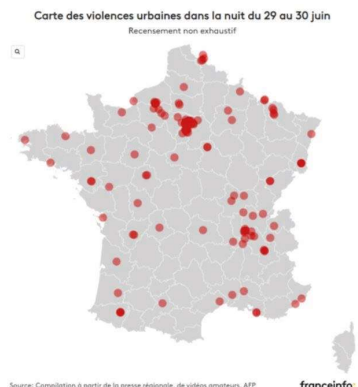 Carte des violences urbaines dans la nuit du 29 au 30 juin
Recensement non exhaustif
Source: Compilation à partir de la presse régionale, de vidéos amateurs, AFP
franceinfo: